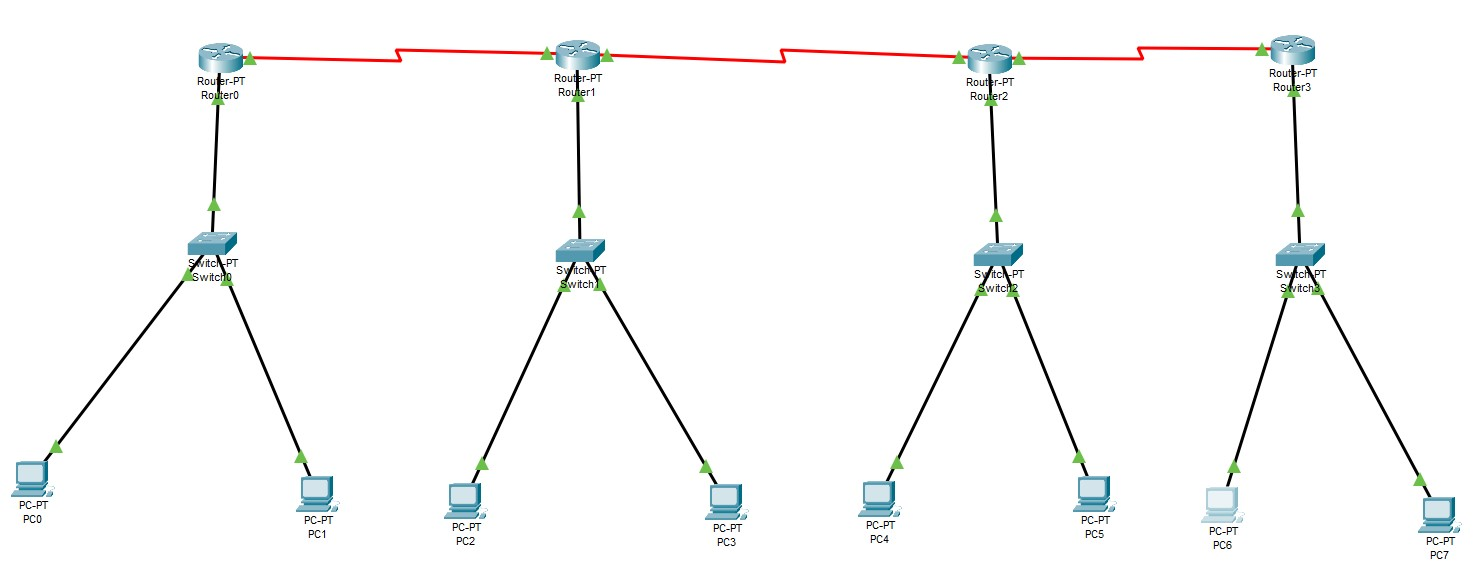 Router-PT
Router0
Router-PT
Router1
Router-PT
Router2
Router-PT
Router3
Switch-PT
Switch0
Switch-PT
Switch1
Switch-PT
Switch2
Switch-PT
Switch3
PC-PT
PC0
PC-PT
PC1
PC-PT
PC2
PC-PT
PC3
PC-PT
PC4
PC-PT
PC5
PC-PT
PC6
PC-PT
PC7